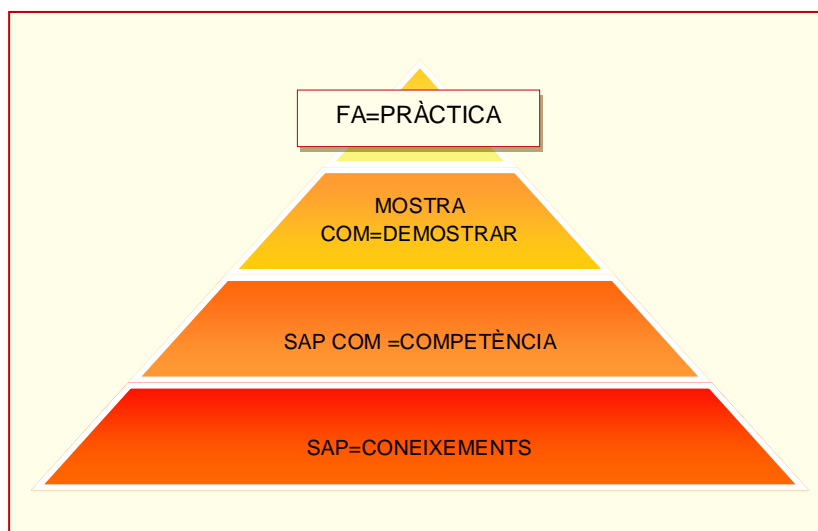 FA=PRÀCTICA
MOSTRA
COM=DEMOSTRAR
SAP COM =COMPETÈNCIA
SAP=CONEIXEMENTS